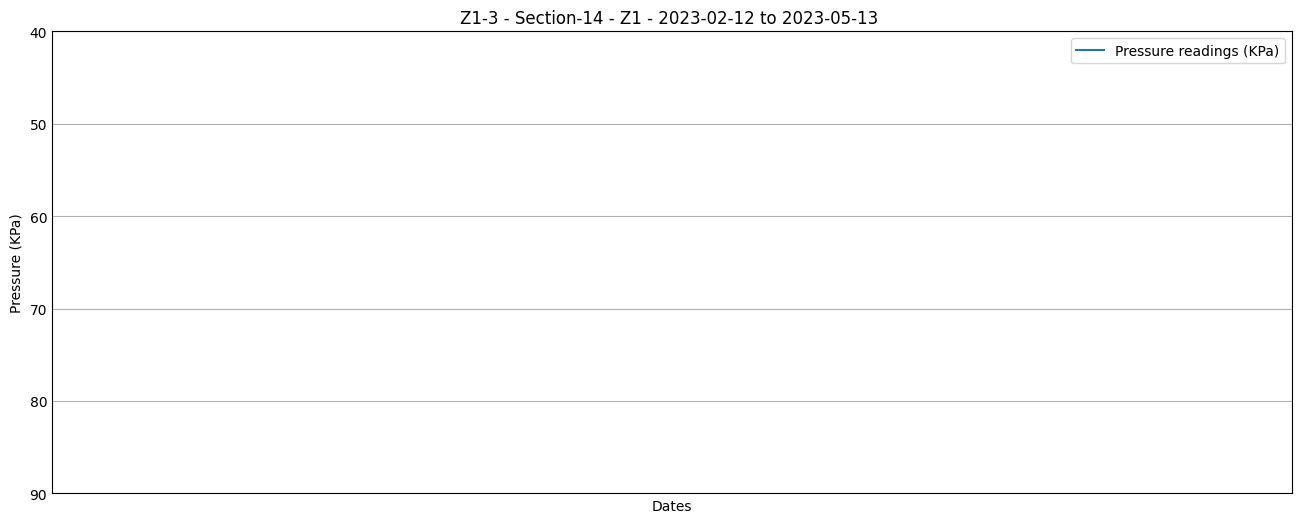 Z1-3 - Section-14 - Z1 - 2023-02-12 to 2023-05-13
Pressure readings (KPa)
Pressure (KPa)
40
50
60
70
80
90
Dates